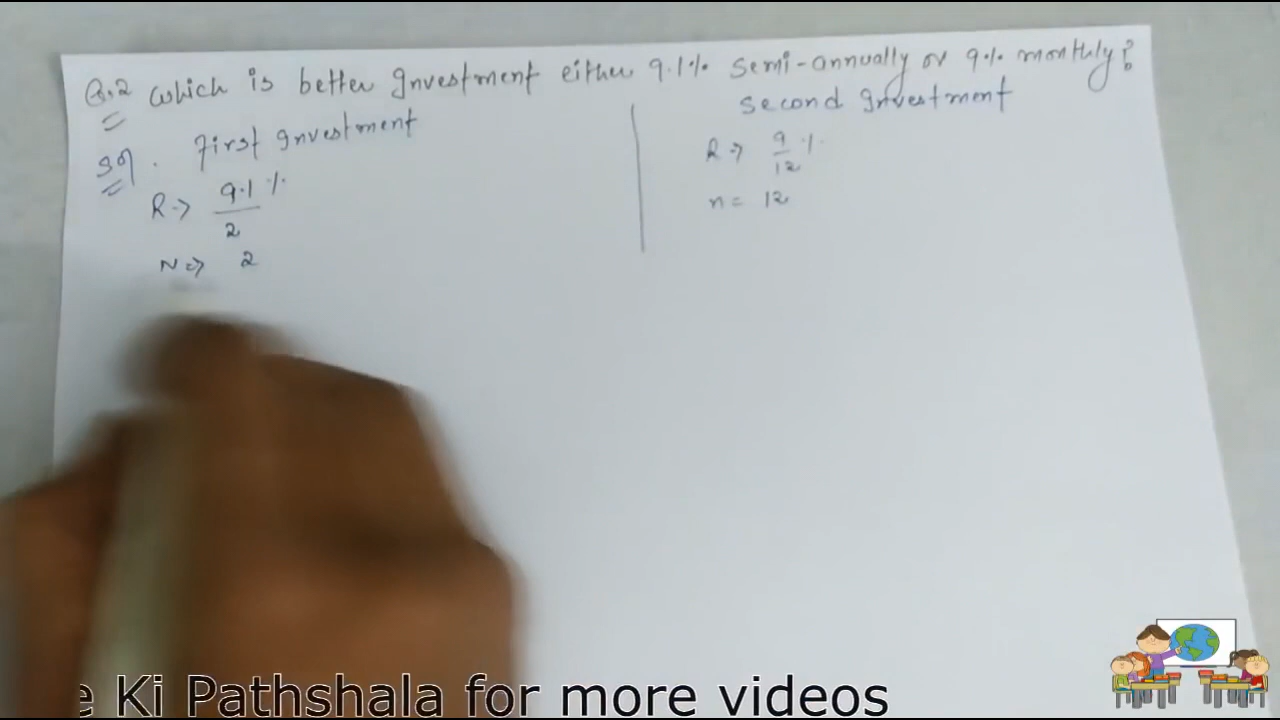 Q.2 which is better Investment either 9.1% semi-annually or 9% monthly?
Sol. First Investment
R → 9.1/2 %
N => 2
Second Investment
R → 9/12 %
n = 12
Ki Pathshala for more videos